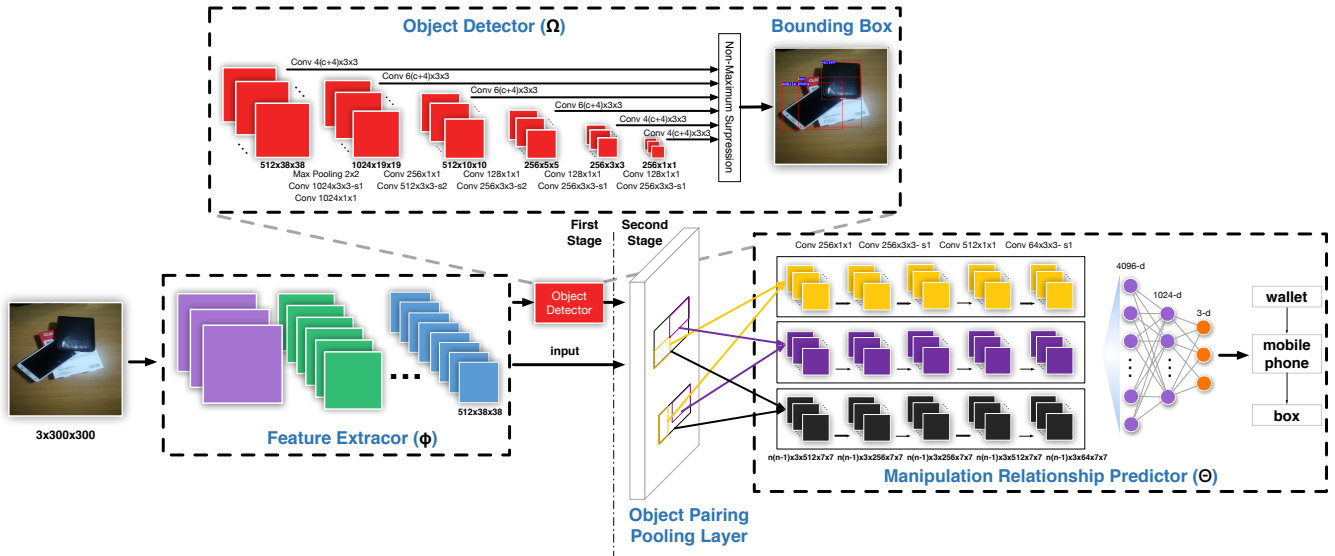 Object Detector (Ω)
Bounding Box
Conv 4(c+4)x3x3
Conv 6(c+4)x3x3
Conv 6(c+4)x3x3
Conv 6(c+4)x3x3
Conv 4(c+4)x3x3
Conv 4(c+4)x3x3
Non-Maximum Surpression
wallet
box
mobile phone
512x38x38
1024x19x19
512x10x10
256x5x5
256x3x3
256x1x1
Max Pooling 2x2
Conv 256x1x1
Conv 128x1x1
Conv 128x1x1
Conv 128x1x1
Conv 1024x3x3-s1
Conv 512x3x3-s2
Conv 256x3x3-s2
Conv 256x3x3-s1
Conv 256x3x3-s1
Conv 1024x1x1
First
Stage
Second
Stage
3x300x300
512x38x38
Feature Extracor (ϕ)
Object
Detector
input
Object Pairing
Pooling Layer
Conv 256x1x1
Conv 256x3x3- s1
Conv 512x1x1
Conv 64x3x3- s1
n(n-1)x3x512x7x7
n(n-1)x3x256x7x7
n(n-1)x3x256x7x7
n(n-1)x3x512x7x7
n(n-1)x3x64x7x7
4096-d
1024-d
3-d
wallet
mobile
phone
box
Manipulation Relationship Predictor (Θ)